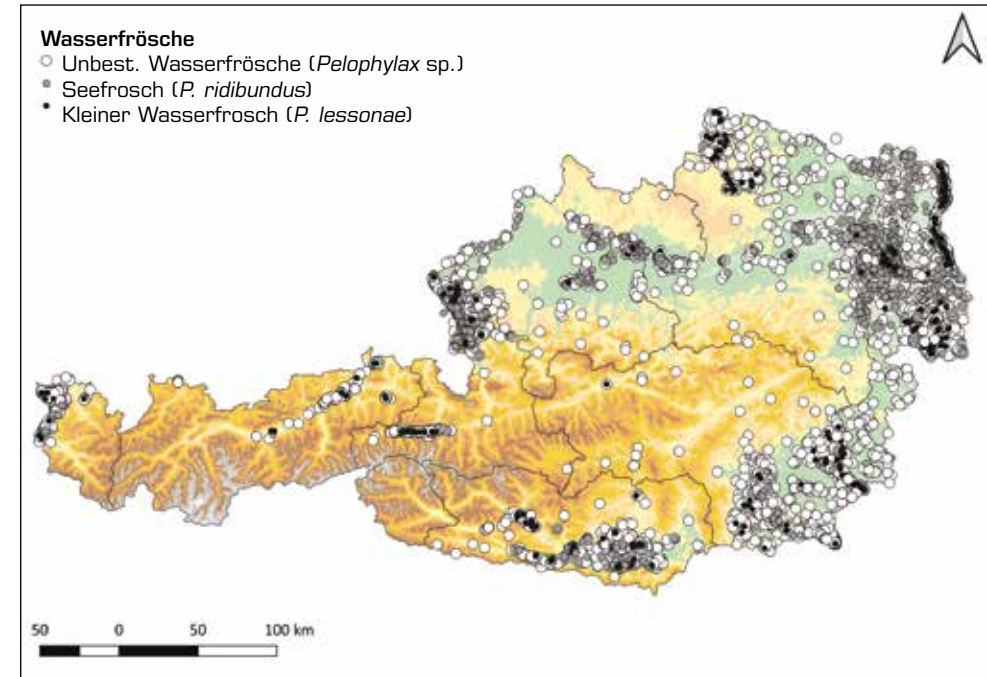 Wasserfrösche
Unbest. Wasserfrösche (Pelophylax sp.)
Seefrosch (P. ridibundus)
Kleiner Wasserfrosch (P. lessonae)
50 0 50 100 km